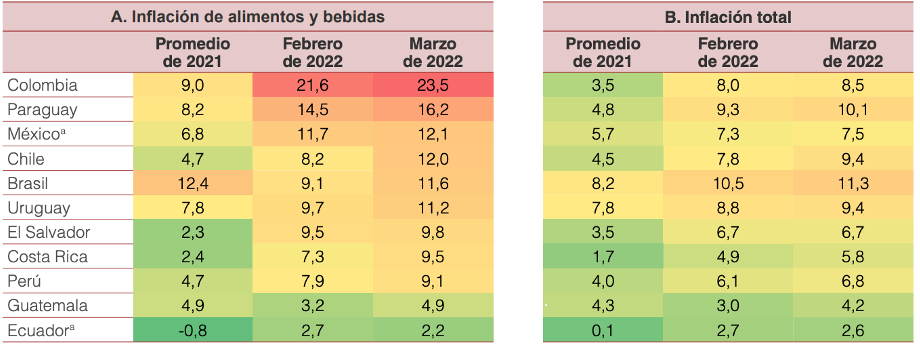 A. Inflación de alimentos y bebidas
Promedio de 2021 Febrero de 2022 Marzo de 2022
Colombia 9,0 21,6 23,5
Paraguay 8,2 14,5 16,2
Méxicoª 6,8 11,7 12,1
Chile 4,7 8,2 12,0
Brasil 12,4 9,1 11,6
Uruguay 7,8 9,7 11,2
El Salvador 2,3 9,5 9,8
Costa Rica 2,4 7,3 9,5
Perú 4,7 7,9 9,1
Guatemala 4,9 3,2 4,9
Ecuadorª -0,8 2,7 2,2
B. Inflación total
Promedio de 2021 Febrero de 2022 Marzo de 2022
3,5 8,0 8,5
4,8 9,3 10,1
5,7 7,3 7,5
4,5 7,8 9,4
8,2 10,5 11,3
7,8 8,8 9,4
3,5 6,7 6,7
1,7 4,9 5,8
4,0 6,1 6,8
4,3 3,0 4,2
0,1 2,7 2,6